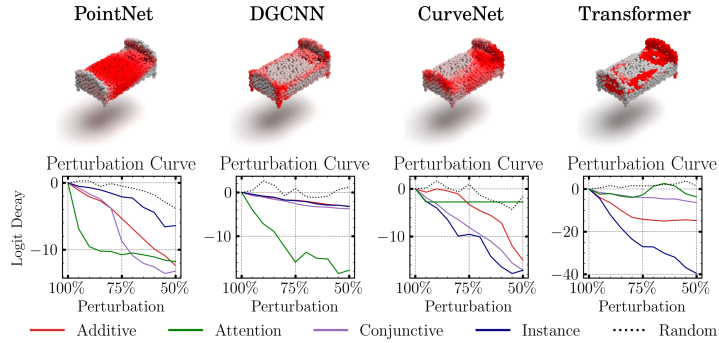 PointNet DGCNN CurveNet Transformer
Perturbation Curve Perturbation Curve Perturbation Curve Perturbation Curve
Logit Decay
0 −10
100% 75% 50%
Perturbation
0 −10
100% 75% 50%
Perturbation
0 −10
100% 75% 50%
Perturbation
0 −20 −40
100% 75% 50%
Perturbation
Additive Attention Conjunctive Instance Random